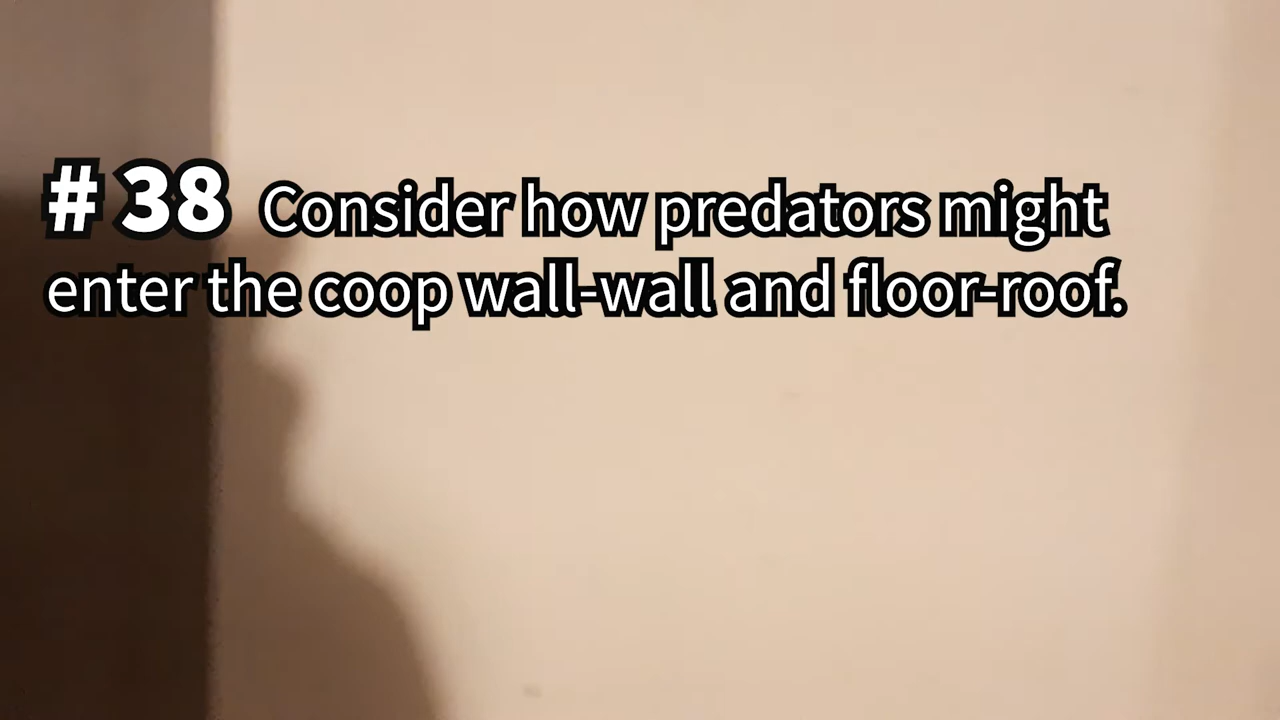 # 38 Consider how predators might
enter the coop wall-wall and floor-roof.